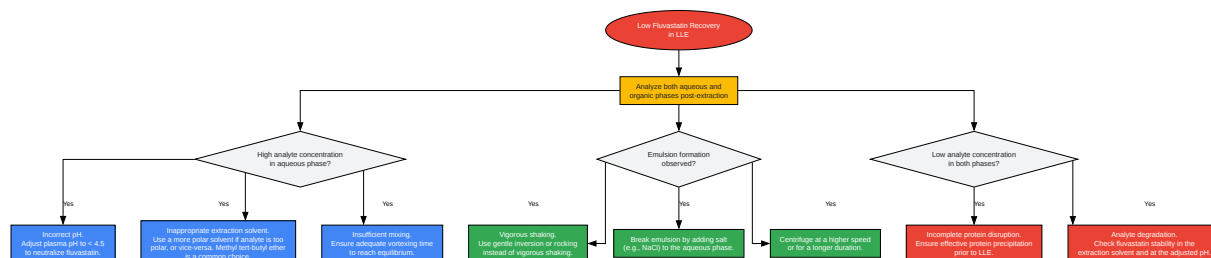 Low Fluvastatin Recovery
in LLE
Analyze both aqueous and
organic phases post-extraction
High analyte concentration
in aqueous phase?
Emulsion formation
observed?
Low analyte concentration
in both phases?
Yes
Yes
Yes
Yes
Yes
Yes
Yes
Yes
Incorrect pH.
Adjust plasma pH to < 4.5
to neutralize fluvastatin.
Inappropriate extraction solvent.
Use a more polar solvent if analyte is too
polar, or vice-versa. Methyl tert-butyl ether
is a common choice.
Insufficient mixing.
Ensure adequate vortexing time
to reach equilibrium.
Vigorous shaking.
Use gentle inversion or rocking
instead of vigorous shaking.
Break emulsion by adding salt
(e.g., NaCl) to the aqueous phase.
Centrifuge at a higher speed
or for a longer duration.
Incomplete protein disruption.
Ensure effective protein precipitation
prior to LLE.
Analyte degradation.
Check fluvastatin stability in the
extraction solvent and at the adjusted pH.